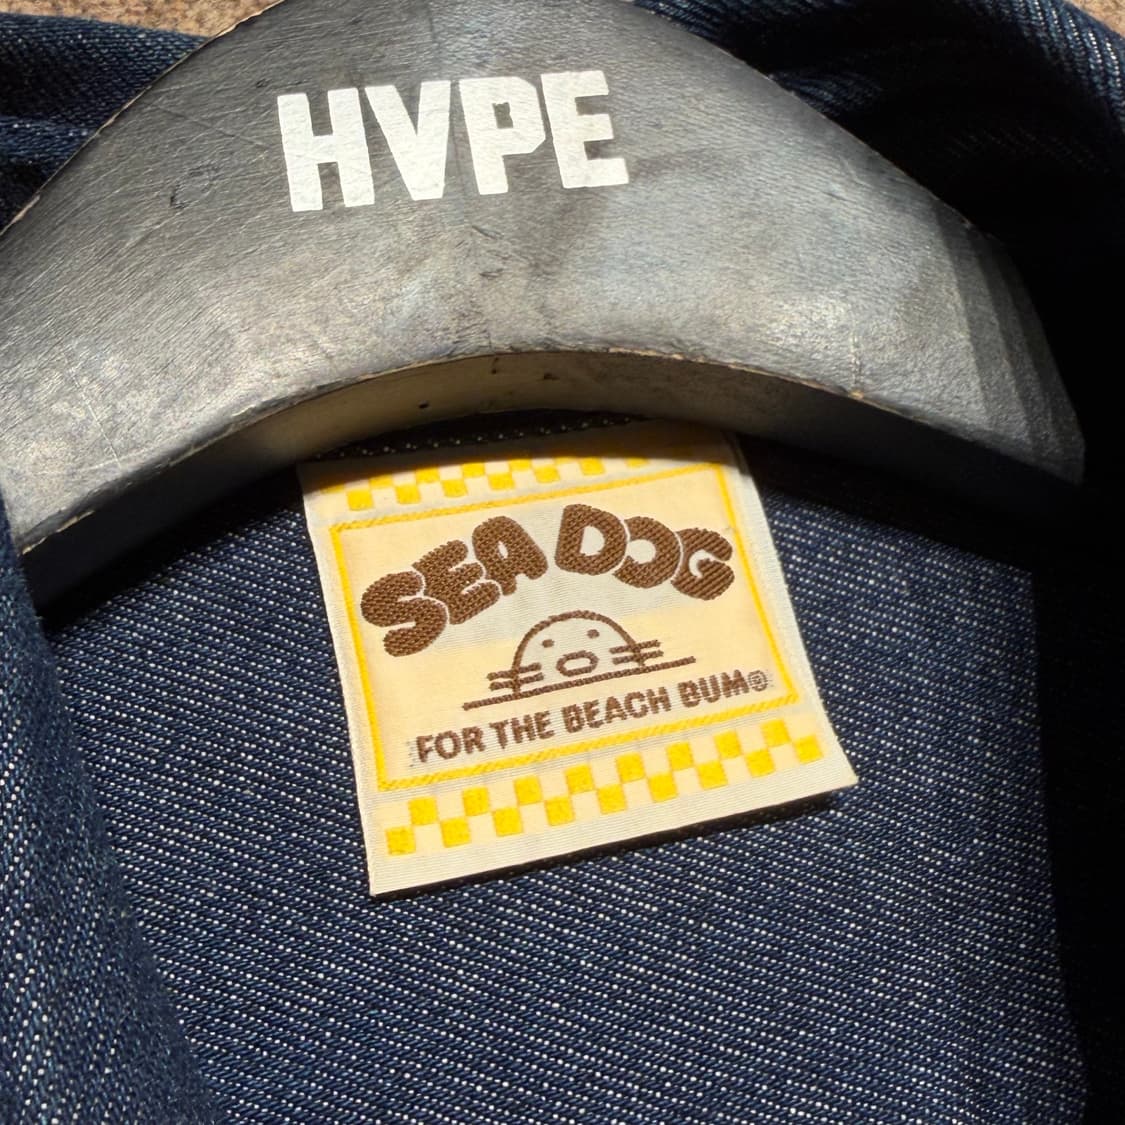 HVPE
SEA DOG
FOR THE BEACH BUM®